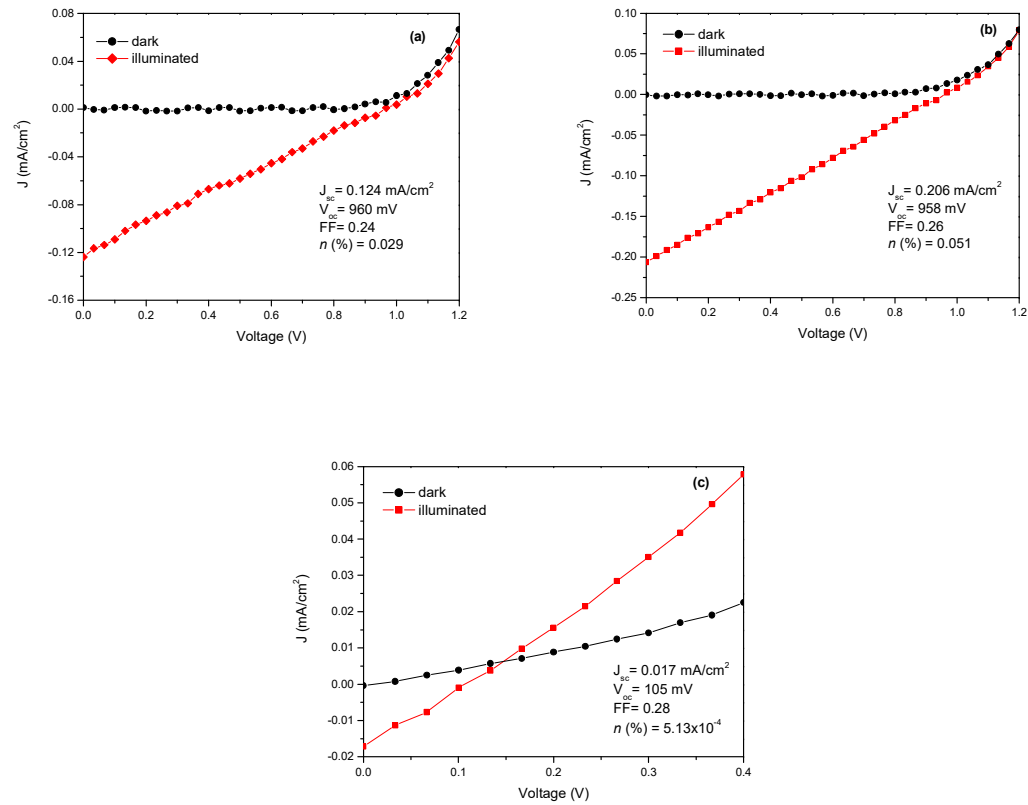 (a)
dark
illuminated
0.08
0.04
0.00
-0.04
-0.08
-0.12
-0.16
J (mA/cm²)
J_sc = 0.124 mA/cm²
V_oc = 960 mV
FF= 0.24
n (%) = 0.029
0.0 0.2 0.4 0.6 0.8 1.0 1.2
Voltage (V)
(b)
dark
illuminated
0.10
0.05
0.00
-0.05
-0.10
-0.15
-0.20
-0.25
J (mA/cm²)
J_sc = 0.206 mA/cm²
V_oc = 958 mV
FF= 0.26
n (%) = 0.051
0.0 0.2 0.4 0.6 0.8 1.0 1.2
Voltage (V)
(c)
dark
illuminated
0.06
0.05
0.04
0.03
0.02
0.01
0.00
-0.01
-0.02
J (mA/cm²)
J_sc = 0.017 mA/cm²
V_oc = 105 mV
FF= 0.28
n (%) = 5.13x10⁻⁴
0.0 0.1 0.2 0.3 0.4
Voltage (V)